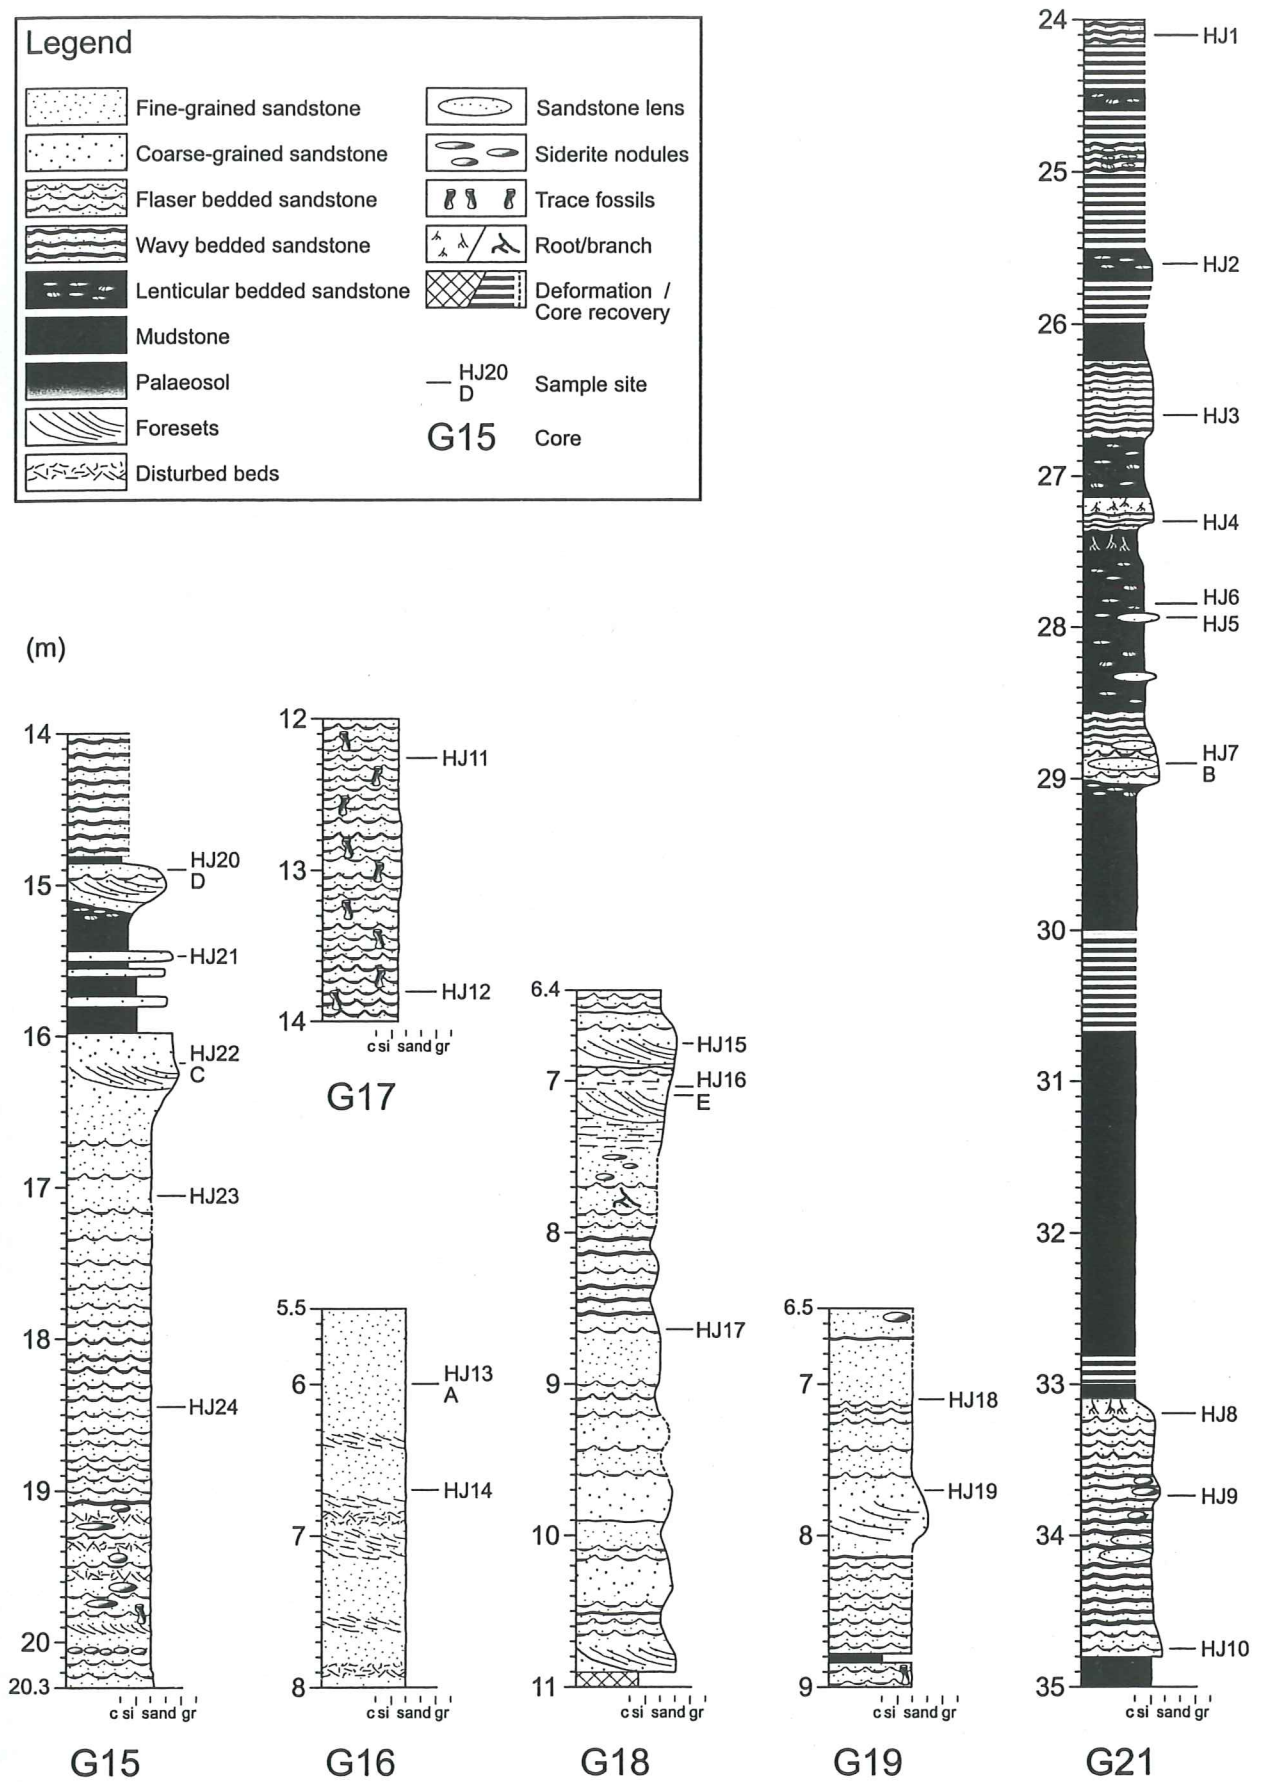 Legend
Fine-grained sandstone
Coarse-grained sandstone
Flaser bedded sandstone
Wavy bedded sandstone
Lenticular bedded sandstone
Mudstone
Palaeosol
Foresets
Disturbed beds
Sandstone lens
Siderite nodules
Trace fossils
Root/branch
Deformation /
Core recovery
HJ20
D
Sample site
G15
Core
(m)
14
15
16
17
18
19
20
20.3
HJ20
D
HJ21
HJ22
C
HJ23
HJ24
c si sand gr
G15
12
13
14
HJ11
HJ12
c si sand gr
G17
5.5
6
7
8
HJ13
A
HJ14
c si sand gr
G16
6.4
7
8
9
10
11
HJ15
HJ16
E
HJ17
c si sand gr
G18
6.5
7
8
9
HJ18
HJ19
c si sand gr
G19
24
25
26
27
28
29
30
31
32
33
34
35
HJ1
HJ2
HJ3
HJ4
HJ6
HJ5
HJ7
B
HJ8
HJ9
HJ10
c si sand gr
G21